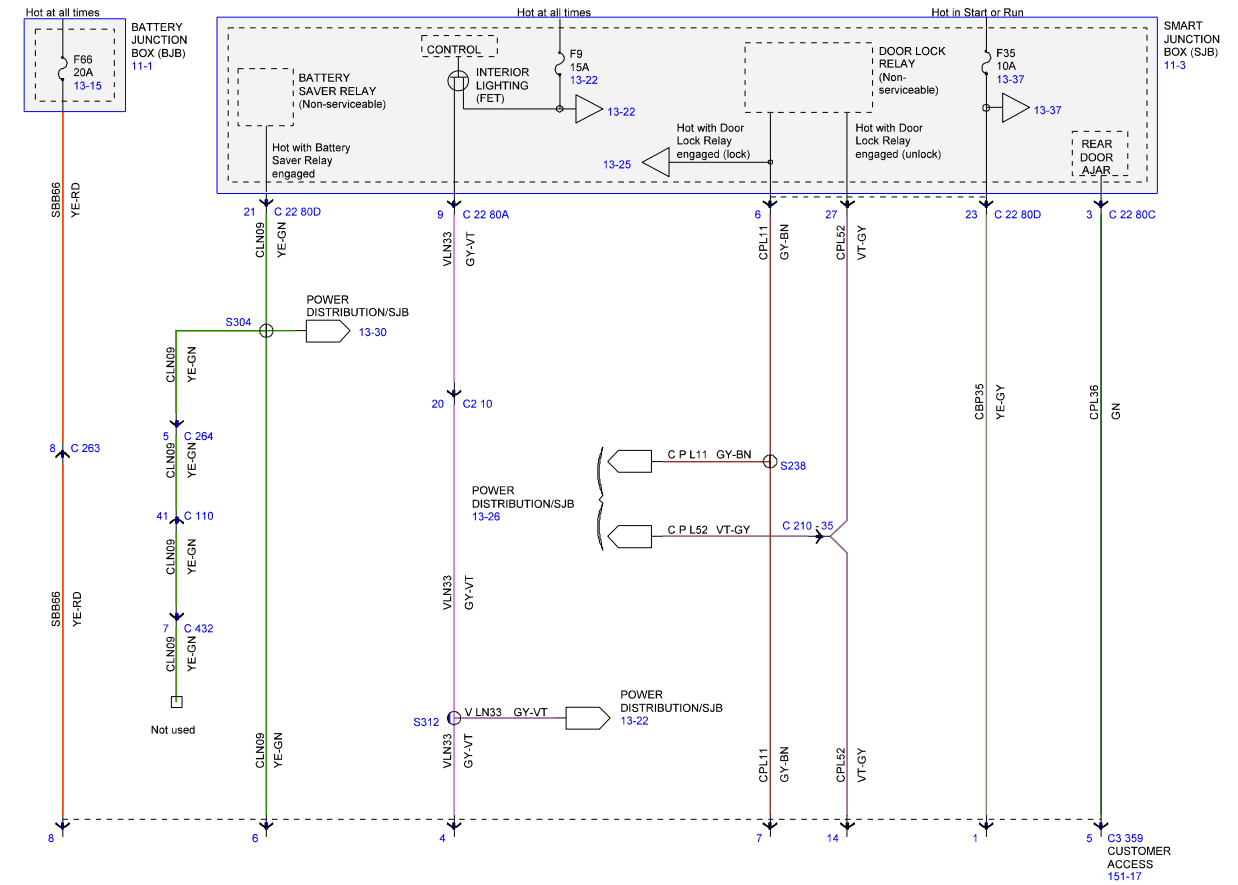 Hot at all times
Hot at all times
Hot in Start or Run
BATTERY
JUNCTION
BOX (BJB)
11-1
F66
20A
13-15
SMART
JUNCTION
BOX (SJB)
11-3
CONTROL
INTERIOR
LIGHTING
(FET)
BATTERY
SAVER RELAY
(Non-serviceable)
Hot with Battery
Saver Relay
engaged
F9
15A
13-22
13-22
DOOR LOCK
RELAY
(Non-
serviceable)
Hot with Door
Lock Relay
engaged (lock)
13-25
Hot with Door
Lock Relay
engaged (unlock)
F35
10A
13-37
13-37
REAR
DOOR
AJAR
21
C 22 80D
9
C 22 80A
6
27
23
C 22 80D
3
C 22 80C
SBB66
YE-RD
CLN09
YE-GN
VLN33
GY-VT
CPL11
GY-BN
CPL52
VT-GY
POWER
DISTRIBUTION/SJB
13-30
S304
CLN09
YE-GN
20
C2 10
CBP35
YE-GY
CPL36
GN
5
C 264
8
C 263
CLN09
YE-GN
C P L11 GY-BN
S238
POWER
DISTRIBUTION/SJB
13-26
41
C 110
C P L52 VT-GY
C 210 - 35
CLN09
YE-GN
SBB66
YE-RD
VLN33
GY-VT
7
C 432
CLN09
YE-GN
Not used
S312
V LN33 GY-VT
POWER
DISTRIBUTION/SJB
13-22
CLN09
YE-GN
VLN33
GY-VT
CPL11
GY-BN
CPL52
VT-GY
8
6
4
7
14
1
5
C3 359
CUSTOMER
ACCESS
151-17